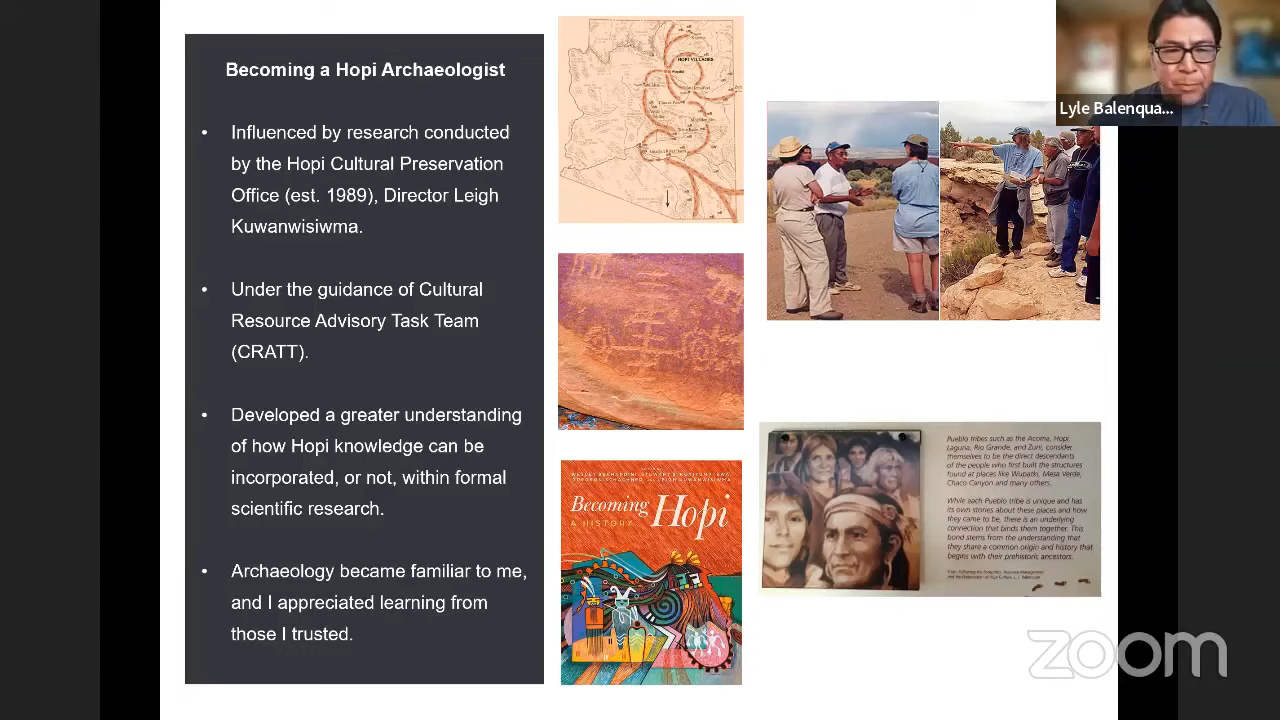 Becoming a Hopi Archaeologist
• Influenced by research conducted
by the Hopi Cultural Preservation
Office (est. 1989), Director Leigh
Kuwanwisiwma.
• Under the guidance of Cultural
Resource Advisory Task Team
(CRATT).
• Developed a greater understanding
of how Hopi knowledge can be
incorporated, or not, within formal
scientific research.
• Archaeology became familiar to me,
and I appreciated learning from
those I trusted.
HOPI VILLAGES
Becoming
Hopi
A HISTORY
Lyle Balenqua...
Pueblo tribes such as the Acoma, Hopi
Laguna, Rio Grande, and Zuni, consider
themselves to be the direct descendants
of the people who first built the structures
found at places like Wupatki, Mesa Verde,
Chaco Canyon and many others.
While each Pueblo tribe is unique and has
its own stories about these places and how
they came to be, there is an underlying
connection that binds them together. This
bond stems from the understanding that
they share a common origin and history that
begins with their prehistoric ancestors.
zoom